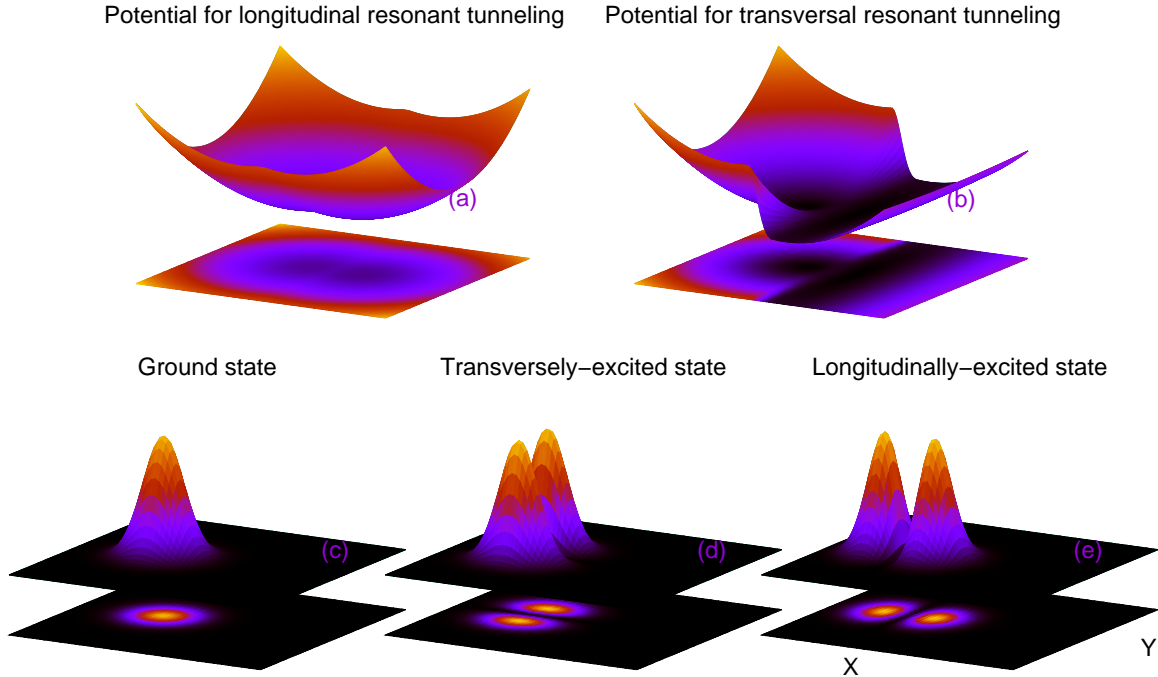 Potential for longitudinal resonant tunneling
Potential for transversal resonant tunneling
(a)
(b)
Ground state
Transversely−excited state
Longitudinally−excited state
(c)
(d)
(e)
X
Y